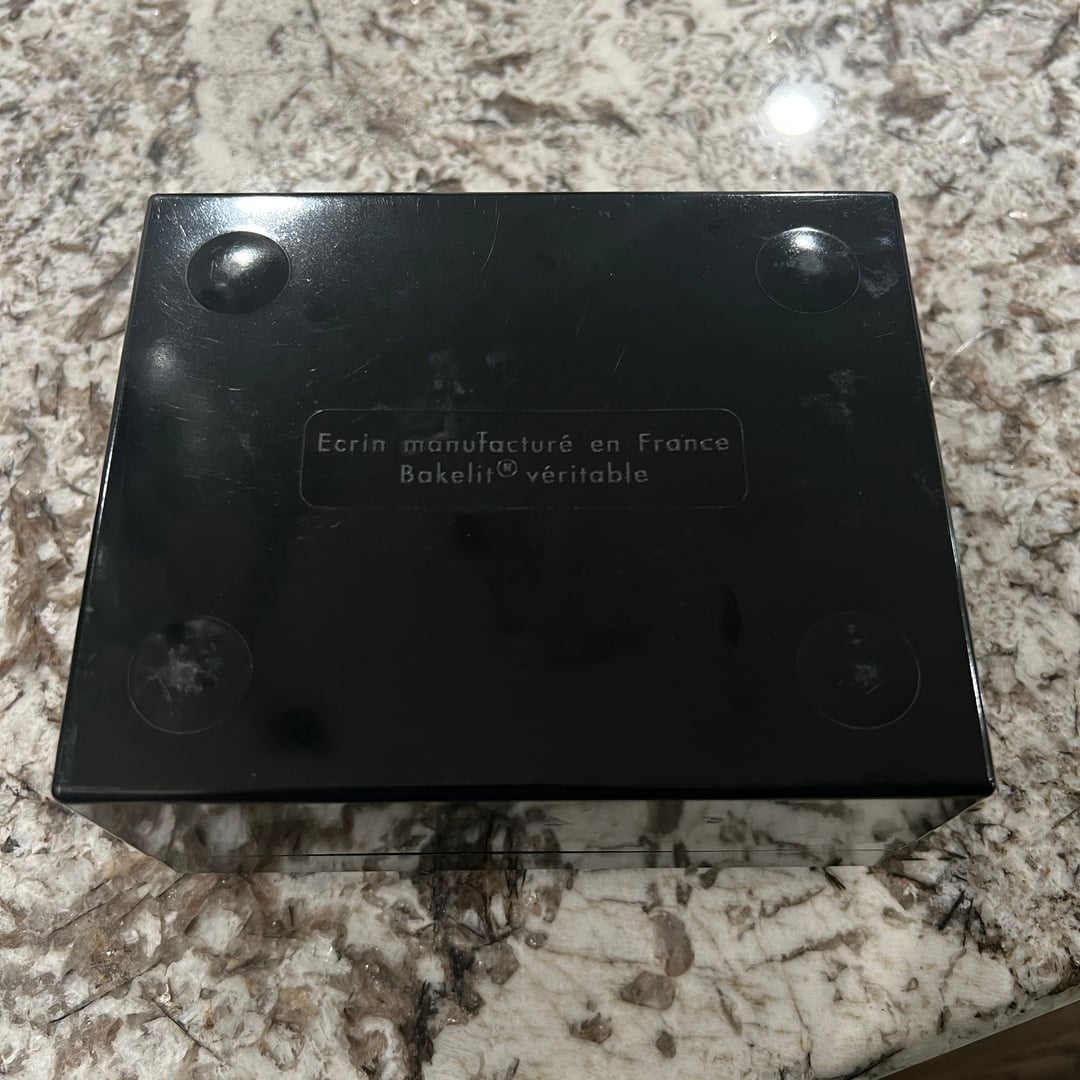 Ecrin manufacturé en France
Bakelit® véritable